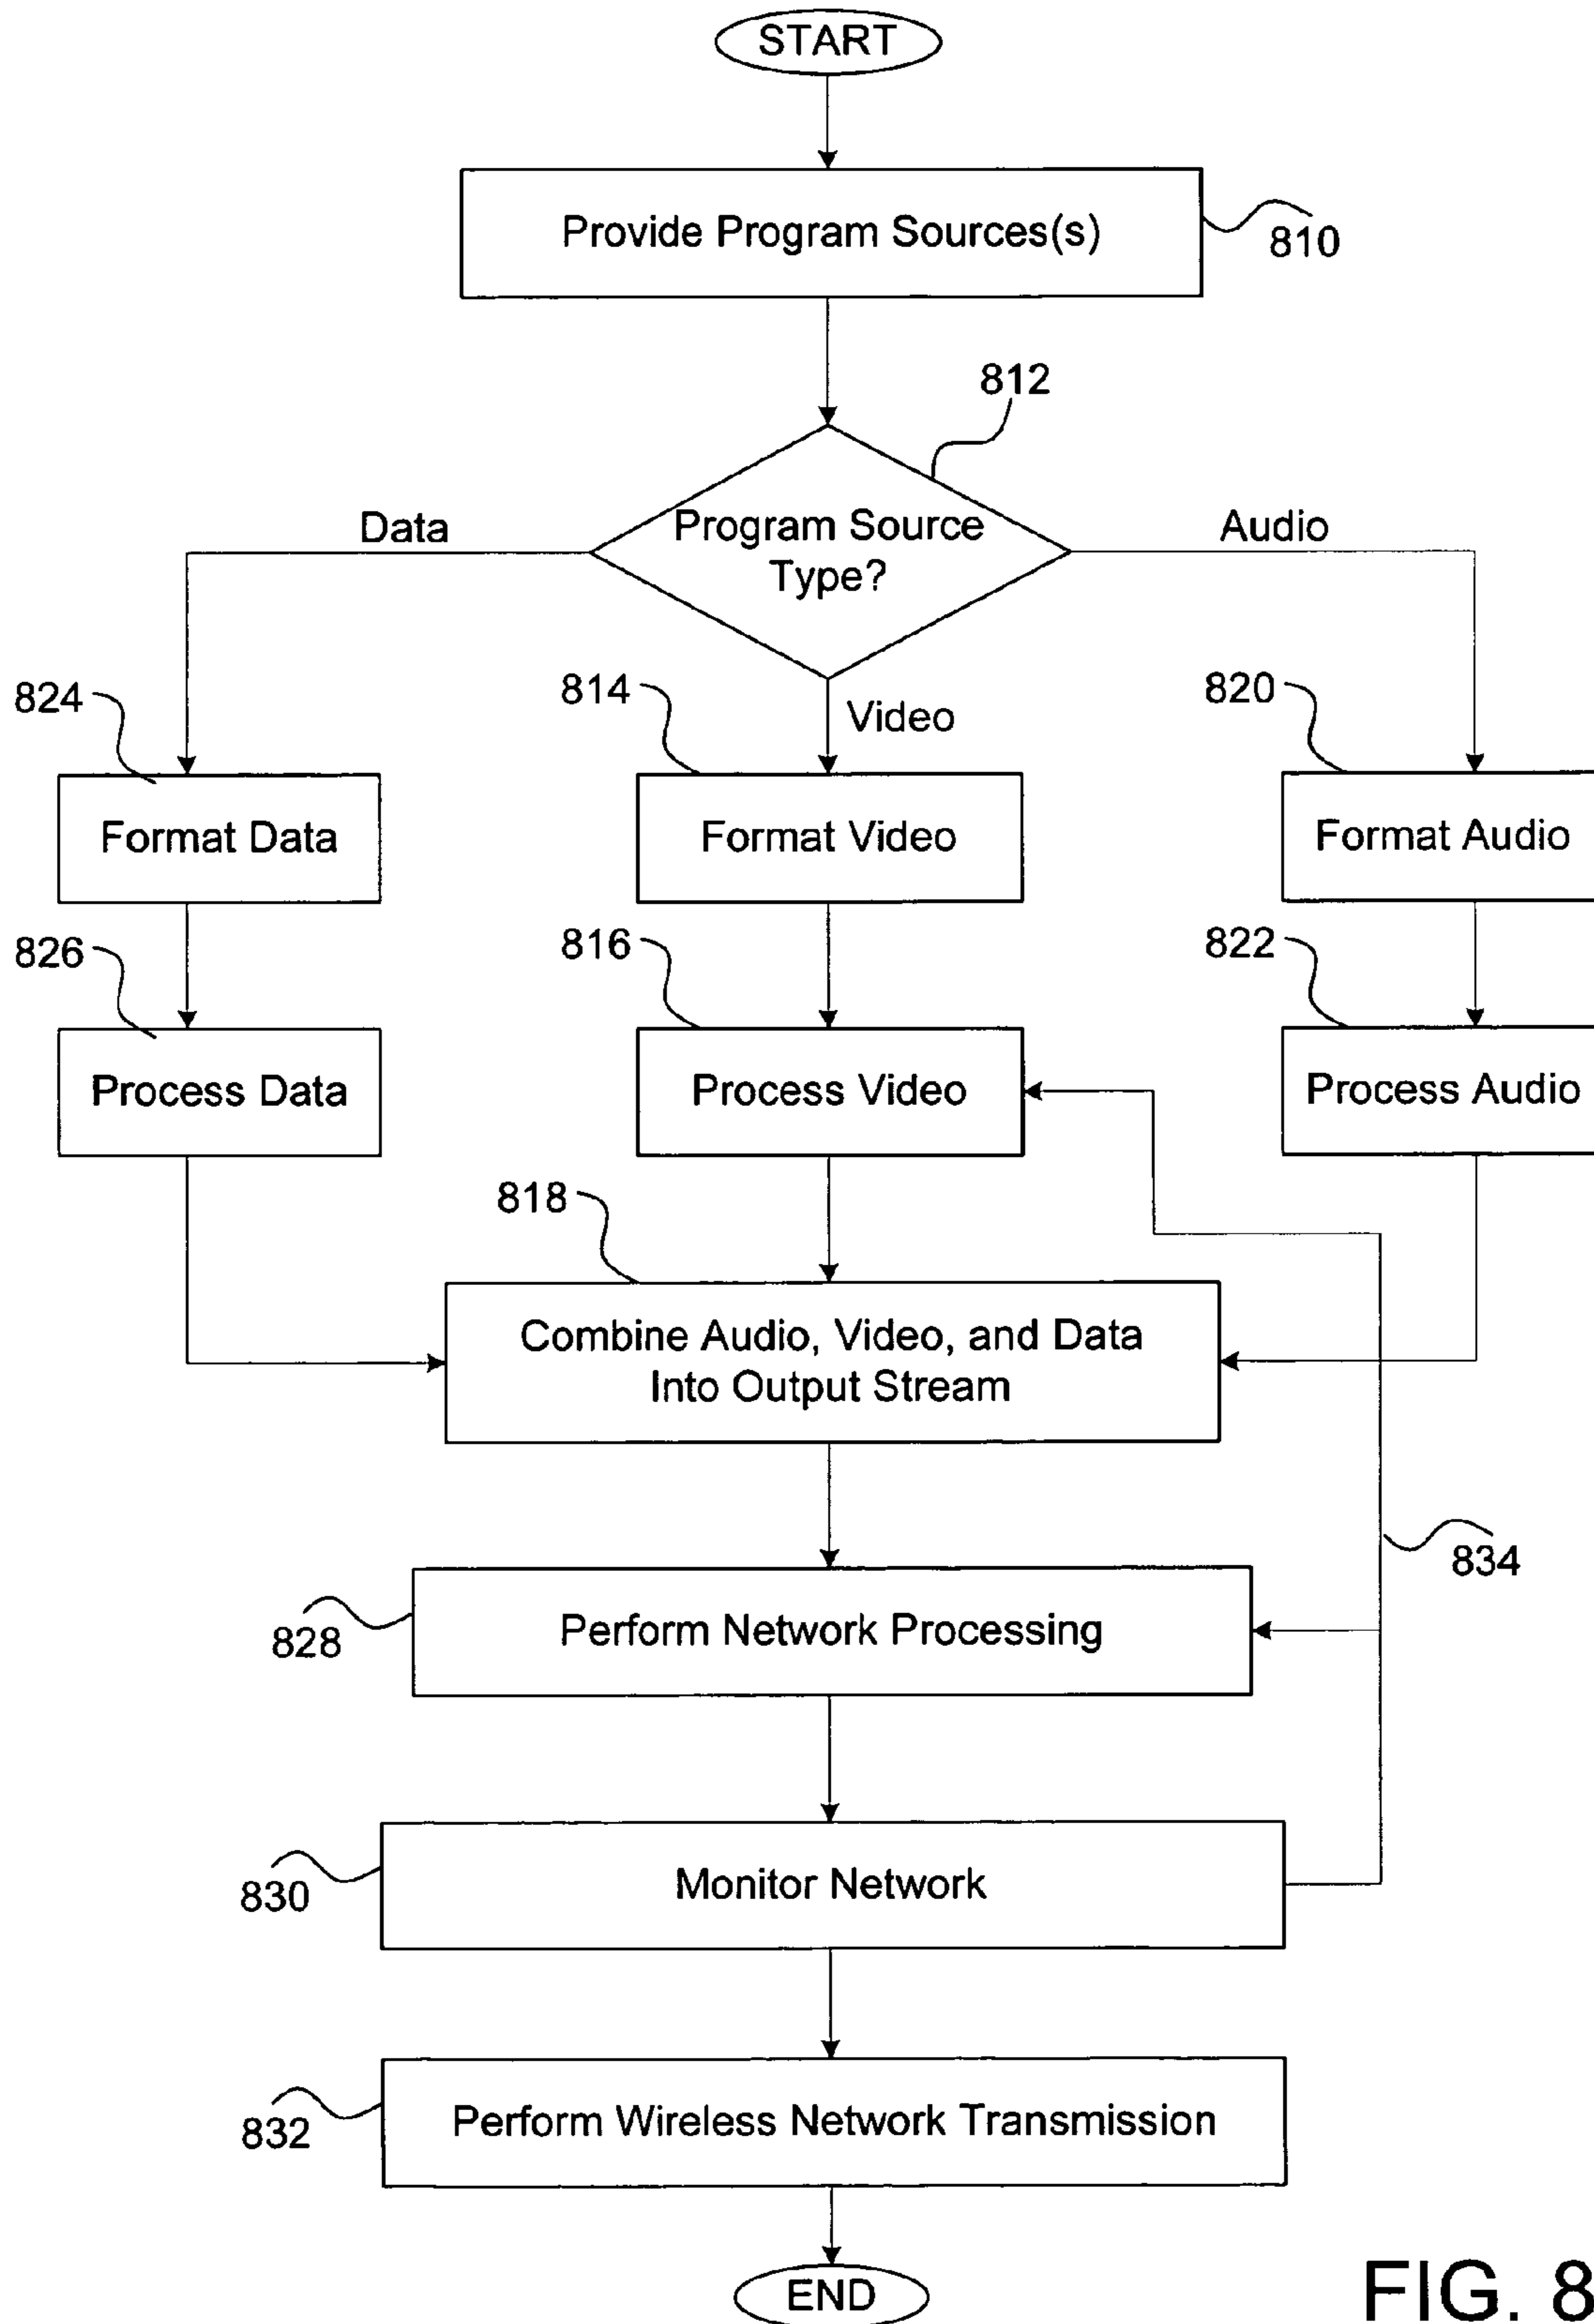 START
Provide Program Sources(s)
810
812
Data
Program Source
Type?
Audio
824
814
Video
820
Format Data
Format Video
Format Audio
826
816
822
Process Data
Process Video
Process Audio
818
Combine Audio, Video, and Data
Into Output Stream
834
828
Perform Network Processing
830
Monitor Network
832
Perform Wireless Network Transmission
END
FIG. 8